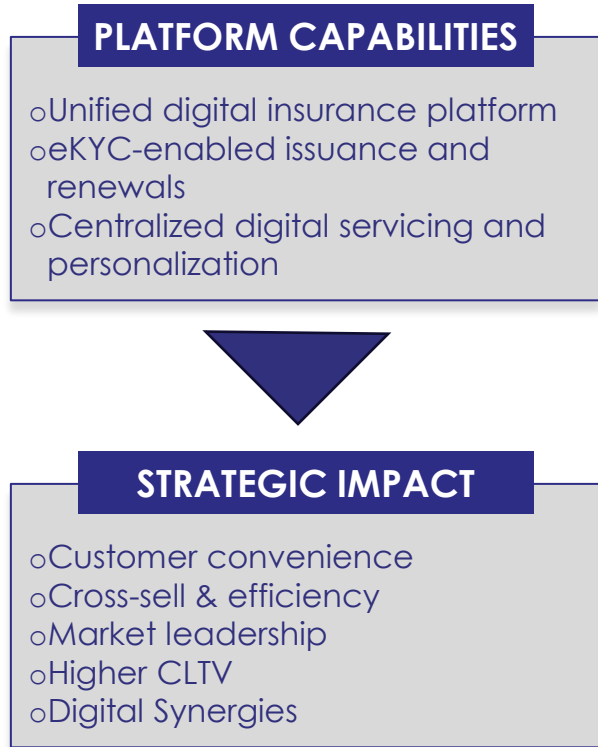 PLATFORM CAPABILITIES
oUnified digital insurance platform
oeKYC-enabled issuance and
renewals
oCentralized digital servicing and
personalization
STRATEGIC IMPACT
oCustomer convenience
oCross-sell & efficiency
oMarket leadership
oHigher CLTV
oDigital Synergies